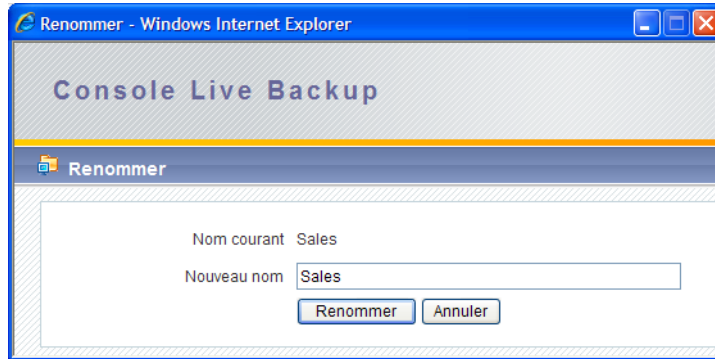 Renommer - Windows Internet Explorer
Console Live Backup
Renommer
Nom courant Sales
Nouveau nom Sales
Renommer Annuler